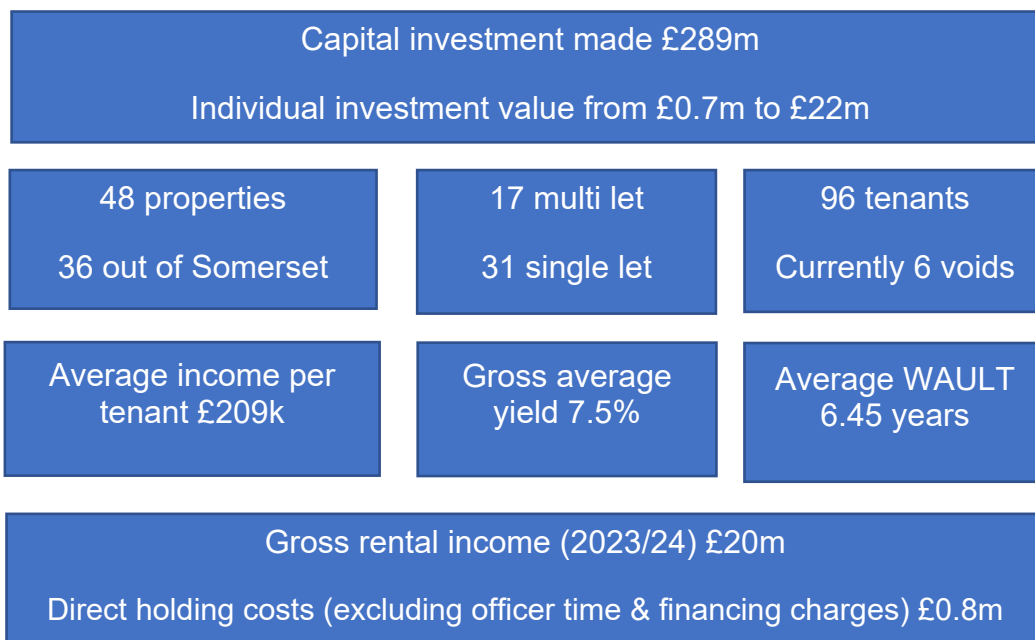 Capital investment made £289m
Individual investment value from £0.7m to £22m
48 properties
36 out of Somerset
17 multi let
31 single let
96 tenants
Currently 6 voids
Average income per
tenant £209k
Gross average
yield 7.5%
Average WAULT
6.45 years
Gross rental income (2023/24) £20m
Direct holding costs (excluding officer time & financing charges) £0.8m